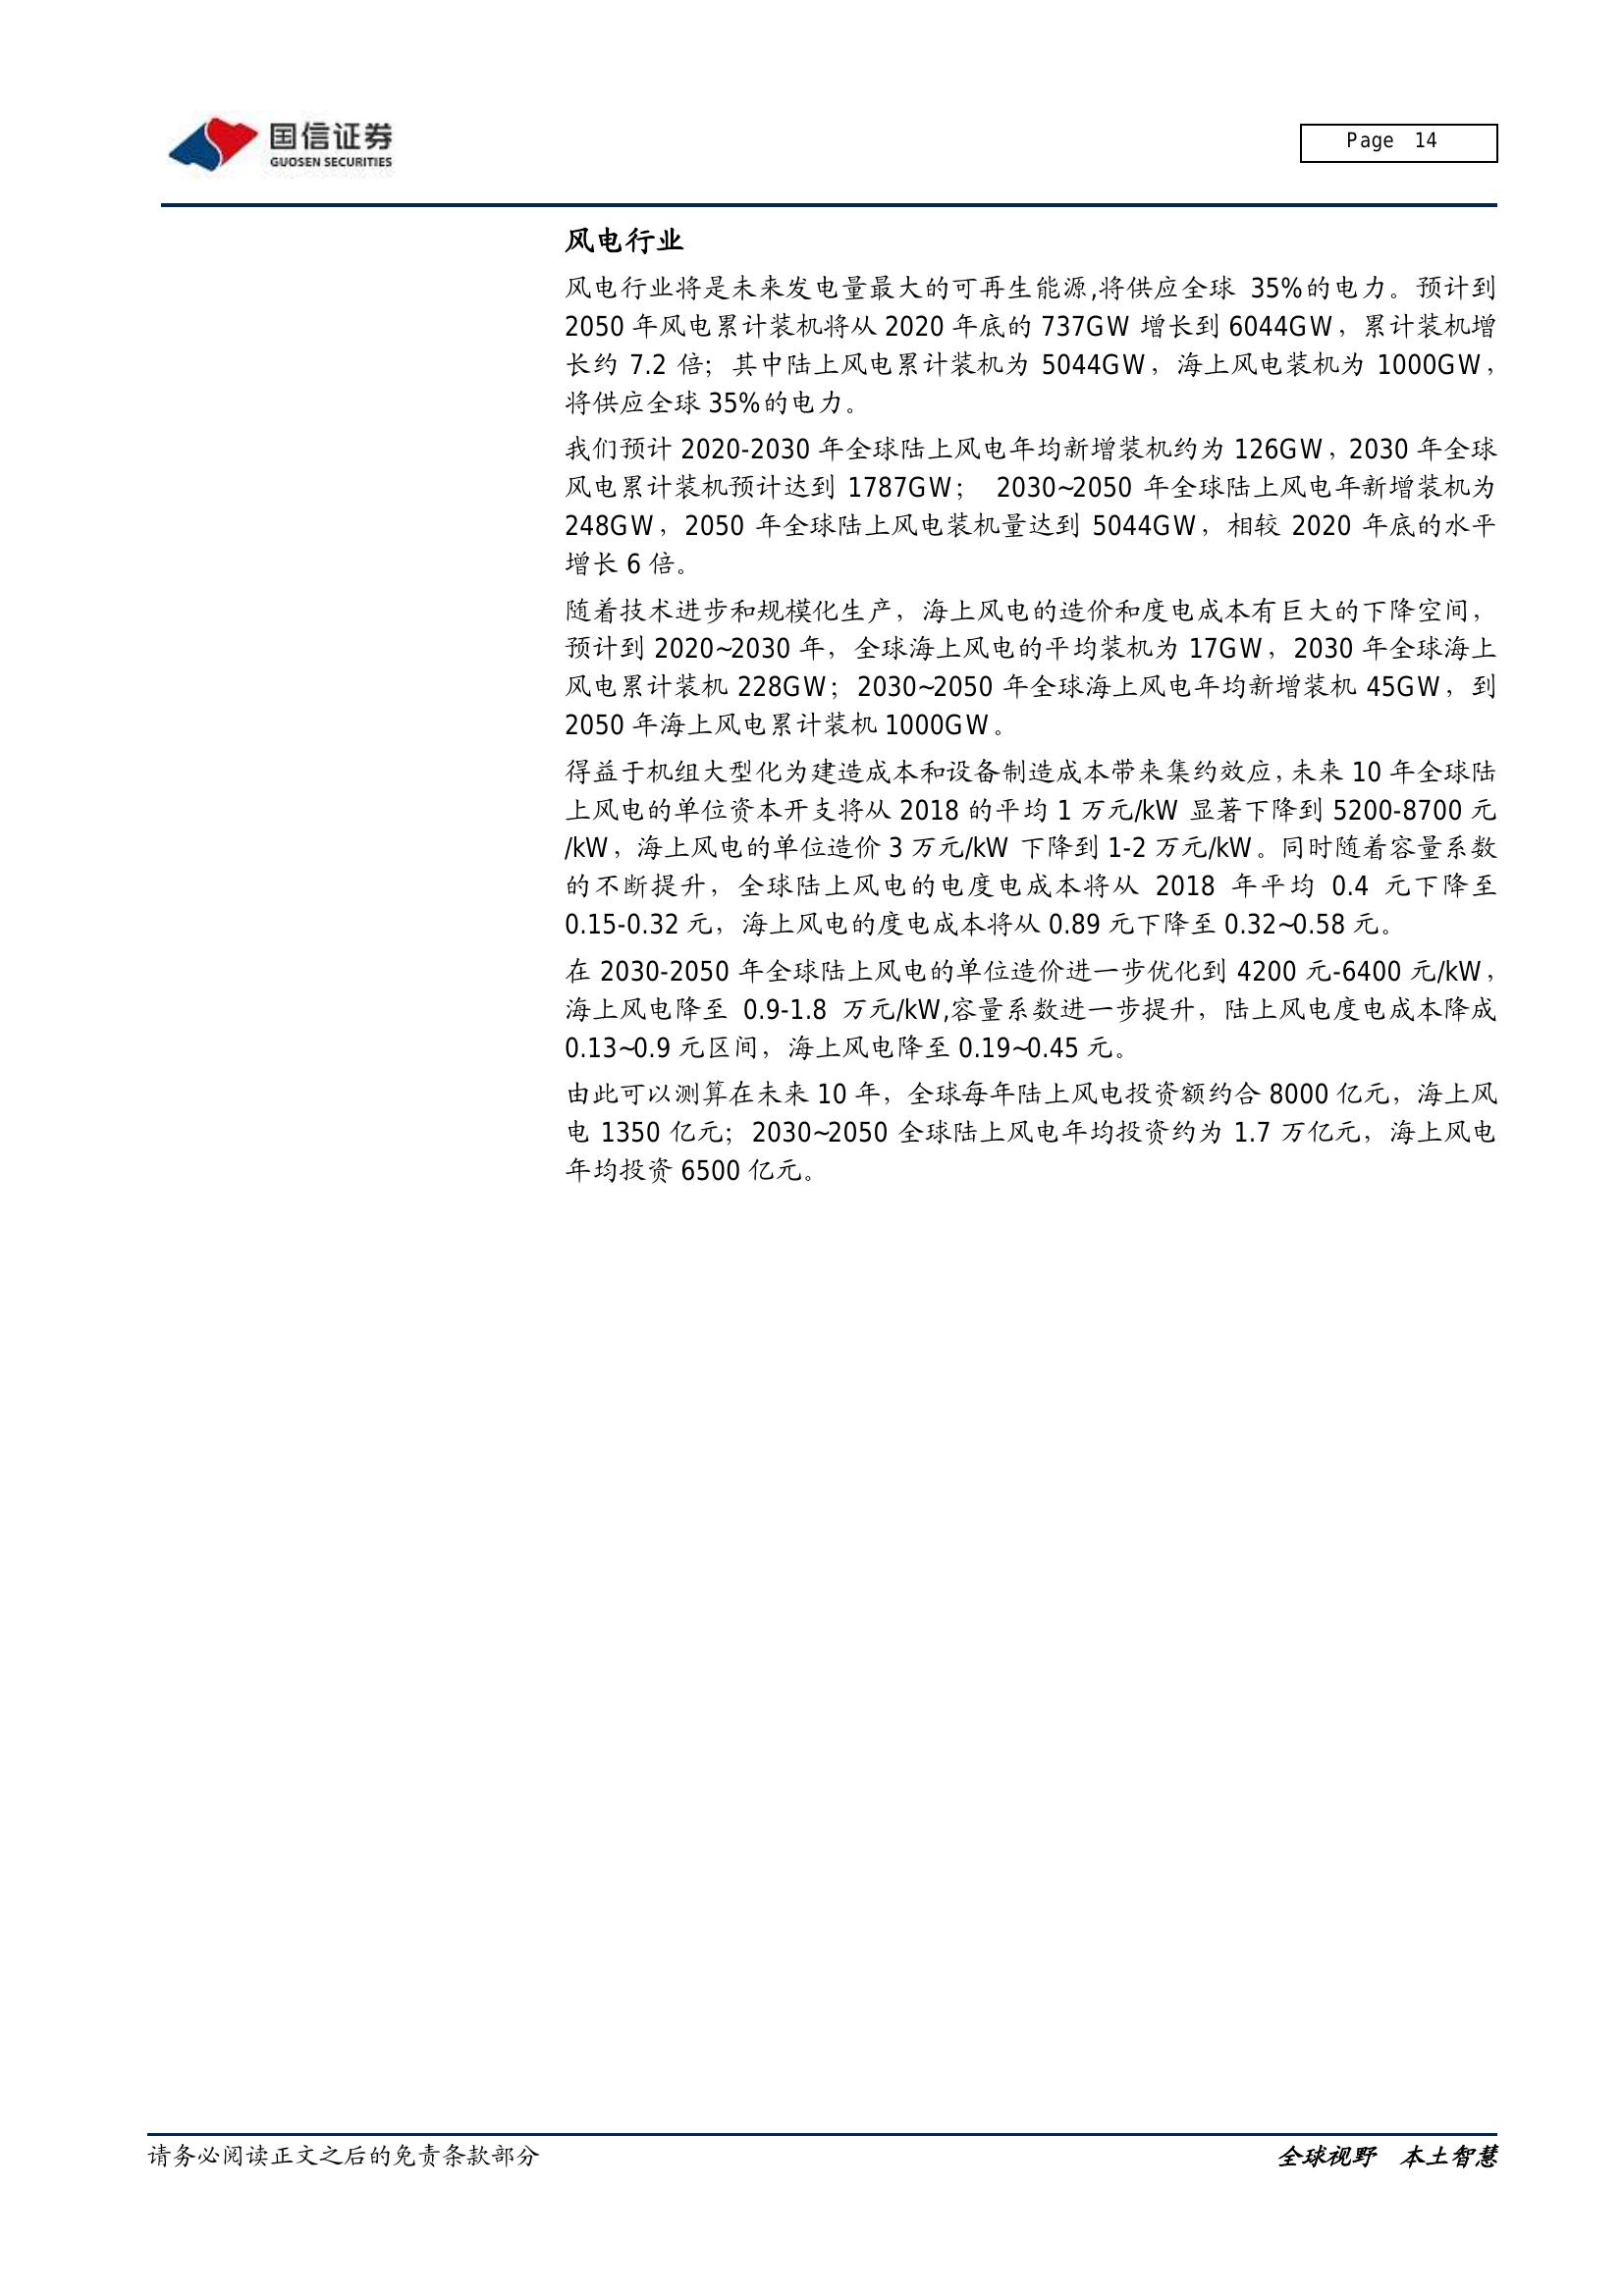 国信证券
GUOSEN SECURITIES
Page 14
风电行业
风电行业将是未来发电量最大的可再生能源,将供应全球 35%的电力。预计到
2050 年风电累计装机将从 2020 年底的 737GW 增长到 6044GW，累计装机增
长约 7.2 倍；其中陆上风电累计装机为 5044GW，海上风电装机为 1000GW，
将供应全球 35%的电力。
我们预计 2020-2030 年全球陆上风电年均新增装机约为 126GW，2030 年全球
风电累计装机预计达到 1787GW； 2030~2050 年全球陆上风电年新增装机为
248GW，2050 年全球陆上风电装机量达到 5044GW，相较 2020 年底的水平
增长 6 倍。
随着技术进步和规模化生产，海上风电的造价和度电成本有巨大的下降空间，
预计到 2020~2030 年，全球海上风电的平均装机为 17GW，2030 年全球海上
风电累计装机 228GW；2030~2050 年全球海上风电年均新增装机 45GW，到
2050 年海上风电累计装机 1000GW。
得益于机组大型化为建造成本和设备制造成本带来集约效应，未来 10 年全球陆
上风电的单位资本开支将从 2018 的平均 1 万元/kW 显著下降到 5200-8700 元
/kW，海上风电的单位造价 3 万元/kW 下降到 1-2 万元/kW。同时随着容量系数
的不断提升，全球陆上风电的电度电成本将从 2018 年平均 0.4 元下降至
0.15-0.32 元，海上风电的度电成本将从 0.89 元下降至 0.32~0.58 元。
在 2030-2050 年全球陆上风电的单位造价进一步优化到 4200 元-6400 元/kW，
海上风电降至 0.9-1.8 万元/kW,容量系数进一步提升，陆上风电度电成本降成
0.13~0.9 元区间，海上风电降至 0.19~0.45 元。
由此可以测算在未来 10 年，全球每年陆上风电投资额约合 8000 亿元，海上风
电 1350 亿元；2030~2050 全球陆上风电年均投资约为 1.7 万亿元，海上风电
年均投资 6500 亿元。
请务必阅读正文之后的免责条款部分
全球视野 本土智慧